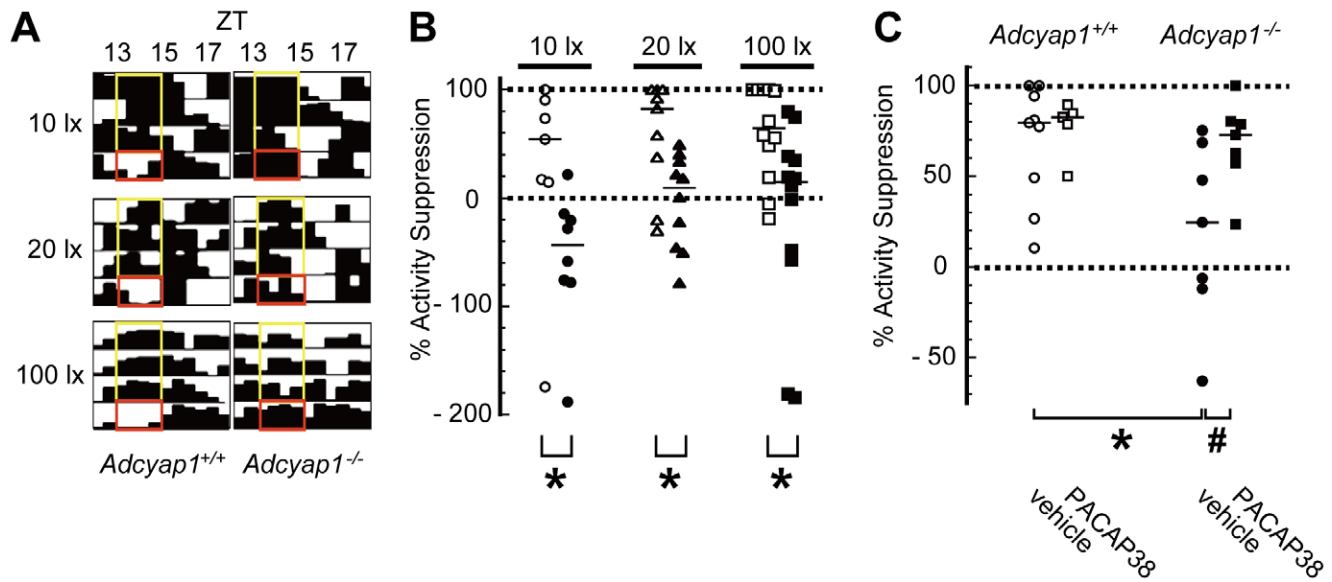 A
ZT
13 15 17 13 15 17
10 lx
20 lx
100 lx
Adcyap1+/+ Adcyap1-/-
B
10 lx 20 lx 100 lx
% Activity Suppression
100
0
- 100
- 200
* * *
C
Adcyap1+/+ Adcyap1-/-
% Activity Suppression
100
50
0
- 50
* #
vehicle PACAP38 vehicle PACAP38